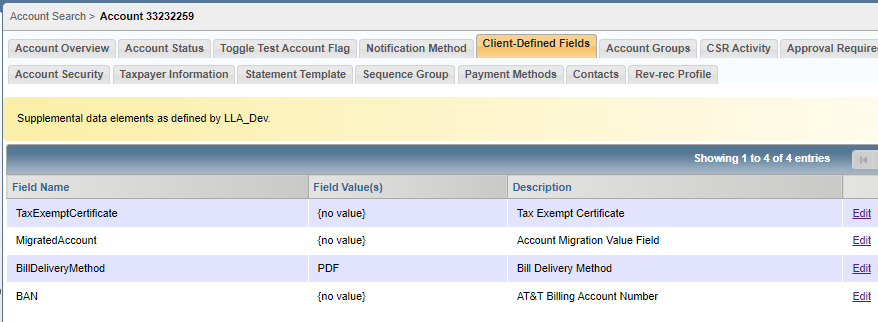 Account Search > Account 33232259
Account Overview Account Status Toggle Test Account Flag Notification Method Client-Defined Fields Account Groups CSR Activity Approval Require
Account Security Taxpayer Information Statement Template Sequence Group Payment Methods Contacts Rev-rec Profile
Supplemental data elements as defined by LLA_Dev.
Showing 1 to 4 of 4 entries
Field Name Field Value(s) Description
TaxExemptCertificate {no value} Tax Exempt Certificate Edit
MigratedAccount {no value} Account Migration Value Field Edit
BillDeliveryMethod PDF Bill Delivery Method Edit
BAN {no value} AT&T Billing Account Number Edit